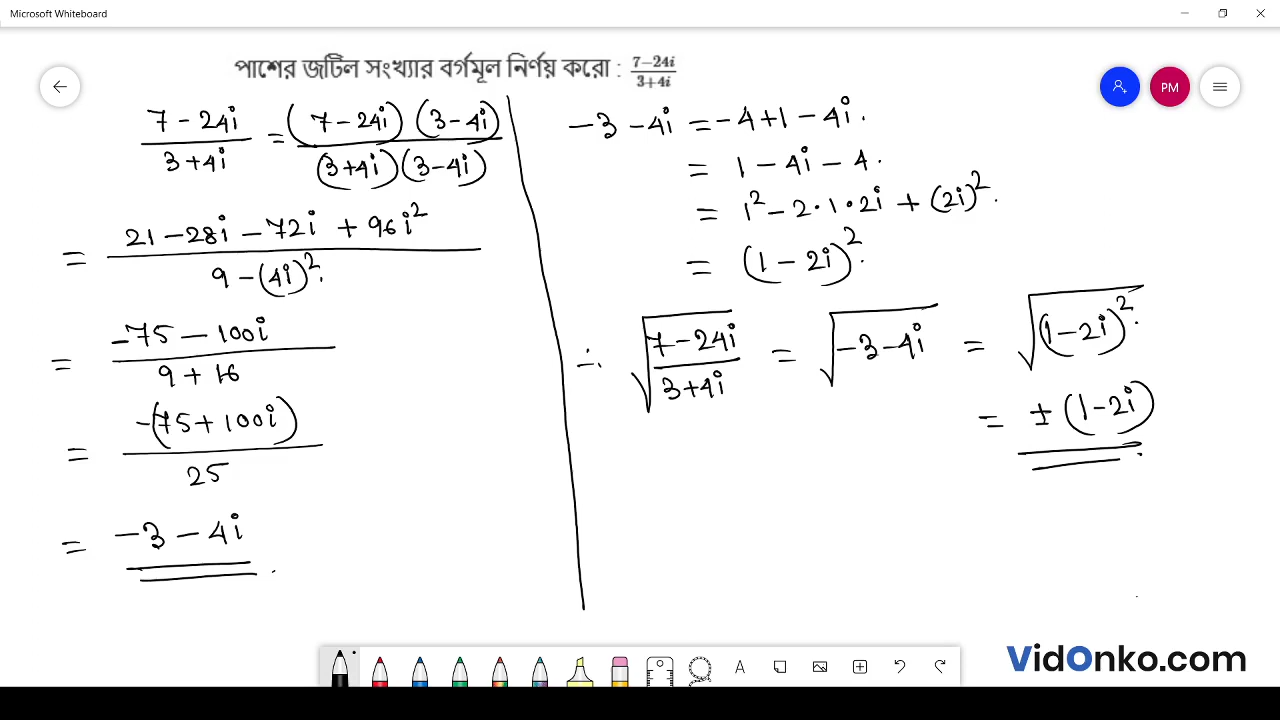 Microsoft Whiteboard
পাশের জটিল সংখ্যার বর্গমূল নির্ণয় করো : (7−24i)/(3+4i)
PM
(7 - 24i)/(3+4i) = ((7-24i)(3-4i))/((3+4i)(3-4i))
= (21 - 28i - 72i + 96i²)/(9 - (4i)²)
= (-75 - 100i)/(9 + 16)
= (-(75 + 100i))/25
= -3 - 4i
-3 - 4i = -4 + 1 - 4i
= 1 - 4i - 4
= 1² - 2·1·2i + (2i)²
= (1 - 2i)²
∴ √((7-24i)/(3+4i)) = √(-3-4i) = √((1-2i)²)
= ± (1-2i)
A
VidOnko.com